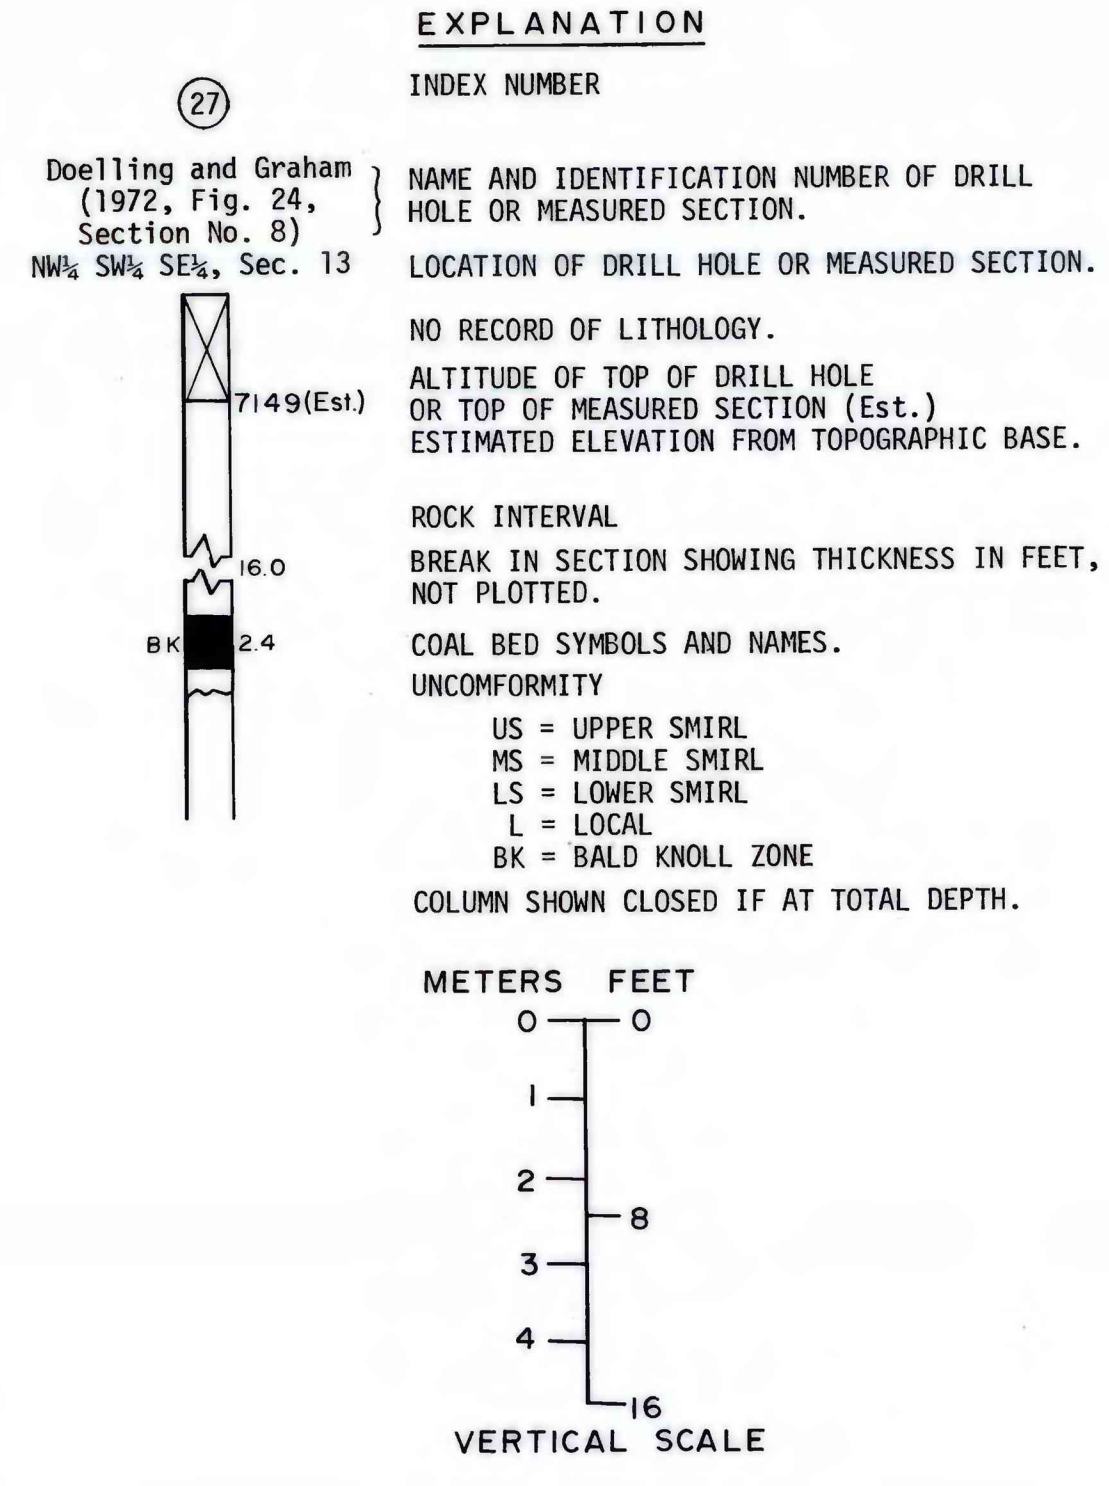 EXPLANATION
27
INDEX NUMBER
Doelling and Graham
(1972, Fig. 24,
Section No. 8)
NAME AND IDENTIFICATION NUMBER OF DRILL
HOLE OR MEASURED SECTION.
NW¼ SW¼ SE¼, Sec. 13
LOCATION OF DRILL HOLE OR MEASURED SECTION.
NO RECORD OF LITHOLOGY.
7149(Est.)
ALTITUDE OF TOP OF DRILL HOLE
OR TOP OF MEASURED SECTION (Est.)
ESTIMATED ELEVATION FROM TOPOGRAPHIC BASE.
ROCK INTERVAL
16.0
BREAK IN SECTION SHOWING THICKNESS IN FEET,
NOT PLOTTED.
BK 2.4
COAL BED SYMBOLS AND NAMES.
UNCOMFORMITY
US = UPPER SMIRL
MS = MIDDLE SMIRL
LS = LOWER SMIRL
L = LOCAL
BK = BALD KNOLL ZONE
COLUMN SHOWN CLOSED IF AT TOTAL DEPTH.
METERS FEET
0 0
1
2
8
3
4
16
VERTICAL SCALE